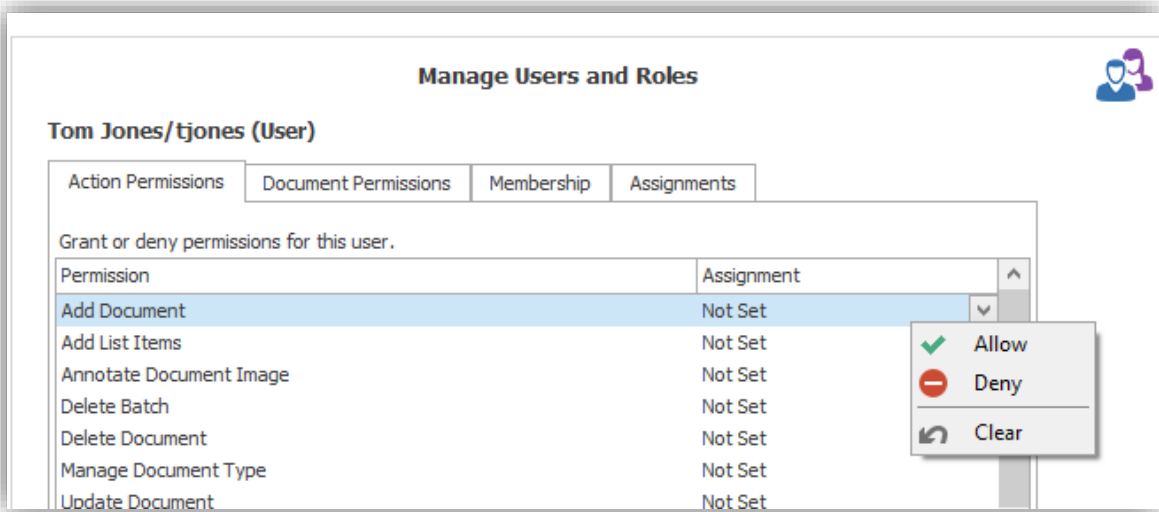 Manage Users and Roles
Tom Jones/tjones (User)
Action Permissions Document Permissions Membership Assignments
Grant or deny permissions for this user.
Permission Assignment
Add Document Not Set
Add List Items Not Set
Allow
Annotate Document Image Not Set
Deny
Delete Batch Not Set
Delete Document Not Set
Clear
Manage Document Type Not Set
Update Document Not Set